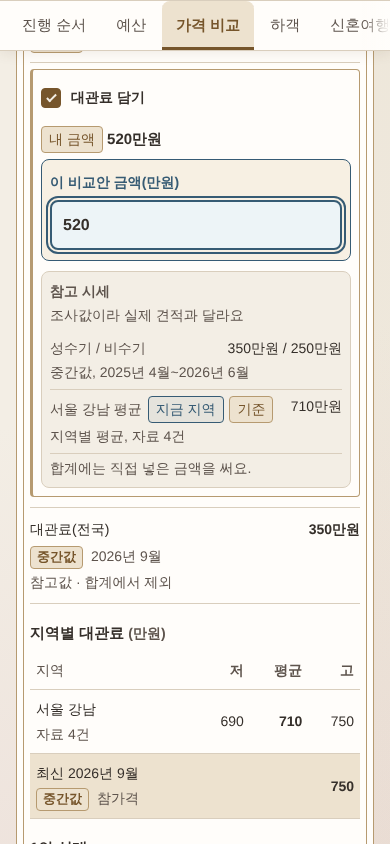 진행 순서 예산 가격 비교 하객 신혼여행
대관료 담기
내 금액 520만원
이 비교안 금액(만원)
520
참고 시세
조사값이라 실제 견적과 달라요
성수기 / 비수기 350만원 / 250만원
중간값, 2025년 4월~2026년 6월
서울 강남 평균 지금 지역 기준 710만원
지역별 평균, 자료 4건
합계에는 직접 넣은 금액을 써요.
대관료(전국) 350만원
중간값 2026년 9월
참고값 · 합계에서 제외
지역별 대관료 (만원)
지역 저 평균 고
서울 강남
자료 4건
690 710 750
최신 2026년 9월
중간값 참가격
750